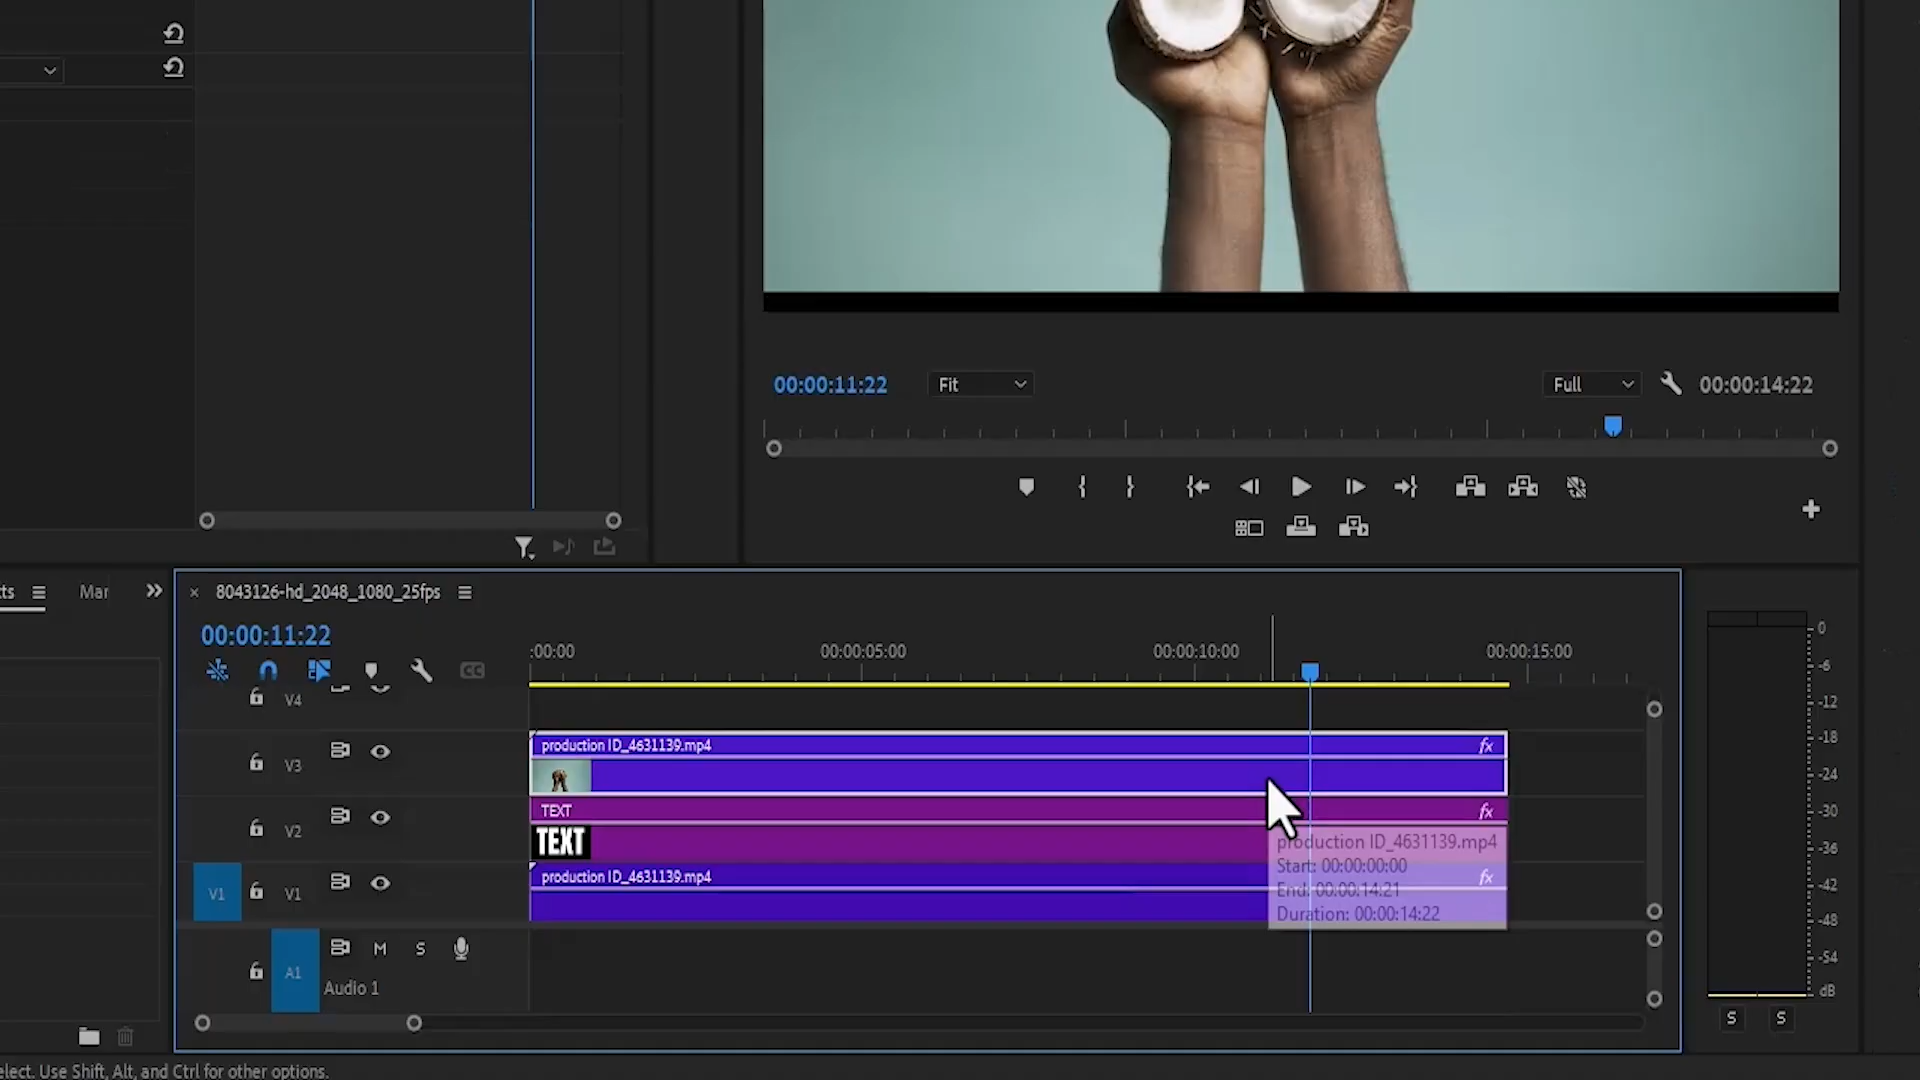 00:00:11:22
Fit
Full
00:00:14:22
ts
Mar
8043126-hd_2048_1080_25fps
00:00:11:22
:00:00
00:00:05:00
00:00:10:00
00:00:15:00
CC
V4
V3
production ID_4631139.mp4
fx
V2
TEXT
fx
TEXT
V1
V1
production ID_4631139.mp4
fx
production ID_4631139.mp4
Start: 00:00:00:00
End: 00:00:14:21
Duration: 00:00:14:22
A1
M
S
Audio 1
0
-6
-12
-18
-24
-30
-36
-42
-48
-54
dB
S
S
elect. Use Shift, Alt, and Ctrl for other options.